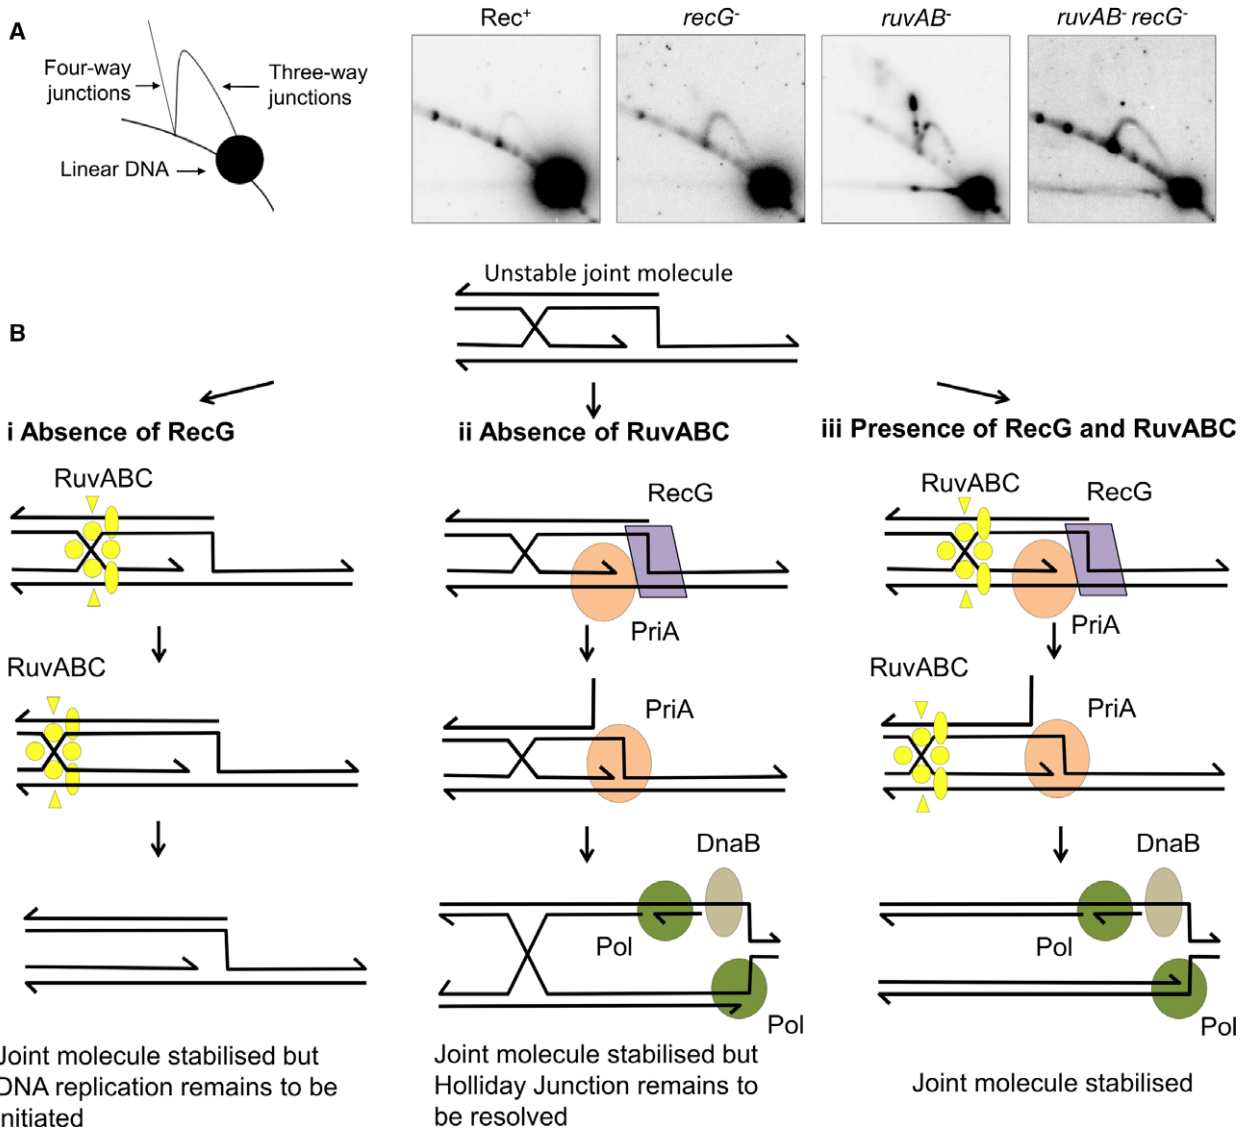 A
Four-way
junctions
Three-way
junctions
Linear DNA
Rec+
recG-
ruvAB-
ruvAB- recG-
B
Unstable joint molecule
i Absence of RecG
ii Absence of RuvABC
iii Presence of RecG and RuvABC
RuvABC
RuvABC
RecG
PriA
PriA
DnaB
Pol
Pol
RuvABC
RecG
PriA
RuvABC
PriA
DnaB
Pol
Pol
Joint molecule stabilised but
DNA replication remains to be
initiated
Joint molecule stabilised but
Holliday Junction remains to
be resolved
Joint molecule stabilised